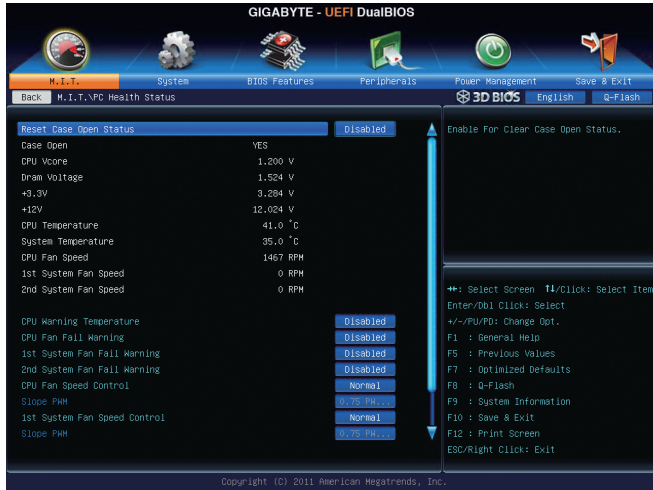 GIGABYTE - UEFI DualBIOS
M.I.T. System BIOS Features Peripherals Power Management Save & Exit
Back M.I.T.\PC Health Status 3D BIOS English Q-Flash
Reset Case Open Status Disabled
Case Open YES
CPU Vcore 1.200 V
Dram Voltage 1.524 V
+3.3V 3.284 V
+12V 12.024 V
CPU Temperature 41.0 °C
System Temperature 35.0 °C
CPU Fan Speed 1467 RPM
1st System Fan Speed 0 RPM
2nd System Fan Speed 0 RPM
CPU Warning Temperature Disabled
CPU Fan Fail Warning Disabled
1st System Fan Fail Warning Disabled
2nd System Fan Fail Warning Disabled
CPU Fan Speed Control Normal
Slope PWM 0.75 PW...
1st System Fan Speed Control Normal
Slope PWM 0.75 PW...
Enable For Clear Case Open Status.
→←: Select Screen ↑↓/Click: Select Item
Enter/Dbl Click: Select
+/-/PU/PD: Change Opt.
F1 : General Help
F5 : Previous Values
F7 : Optimized Defaults
F8 : Q-Flash
F9 : System Information
F10 : Save & Exit
F12 : Print Screen
ESC/Right Click: Exit
Copyright (C) 2011 American Megatrends, Inc.